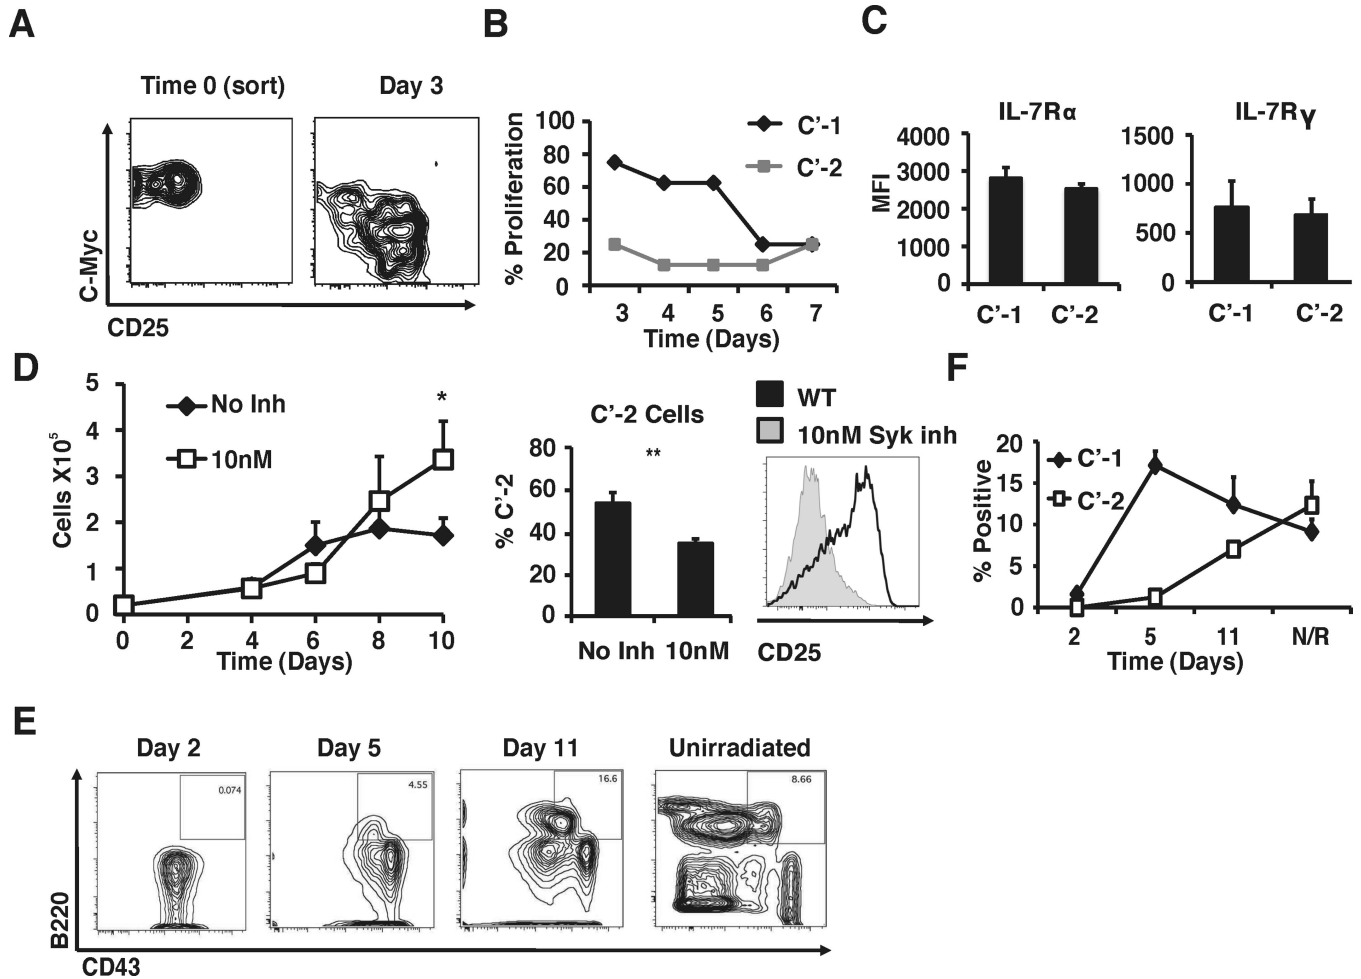 A
Time 0 (sort)
Day 3
C-Myc
CD25
B
% Proliferation
100
80
60
40
20
0
C’-1
C’-2
3 4 5 6 7
Time (Days)
C
IL-7Rα
MFI
4000
3000
2000
1000
0
C’-1 C’-2
IL-7Rγ
1500
1000
500
0
C’-1 C’-2
D
Cells X10⁵
5
4
3
2
1
0
No Inh
10nM
*
0 2 4 6 8 10
Time (Days)
C’-2 Cells
% C’-2
80
60
40
20
0
**
No Inh 10nM
WT
10nM Syk inh
CD25
F
% Positive
20
15
10
5
0
C’-1
C’-2
2 5 11 N/R
Time (Days)
E
Day 2
Day 5
Day 11
Unirradiated
0.074
4.55
16.6
8.66
B220
CD43